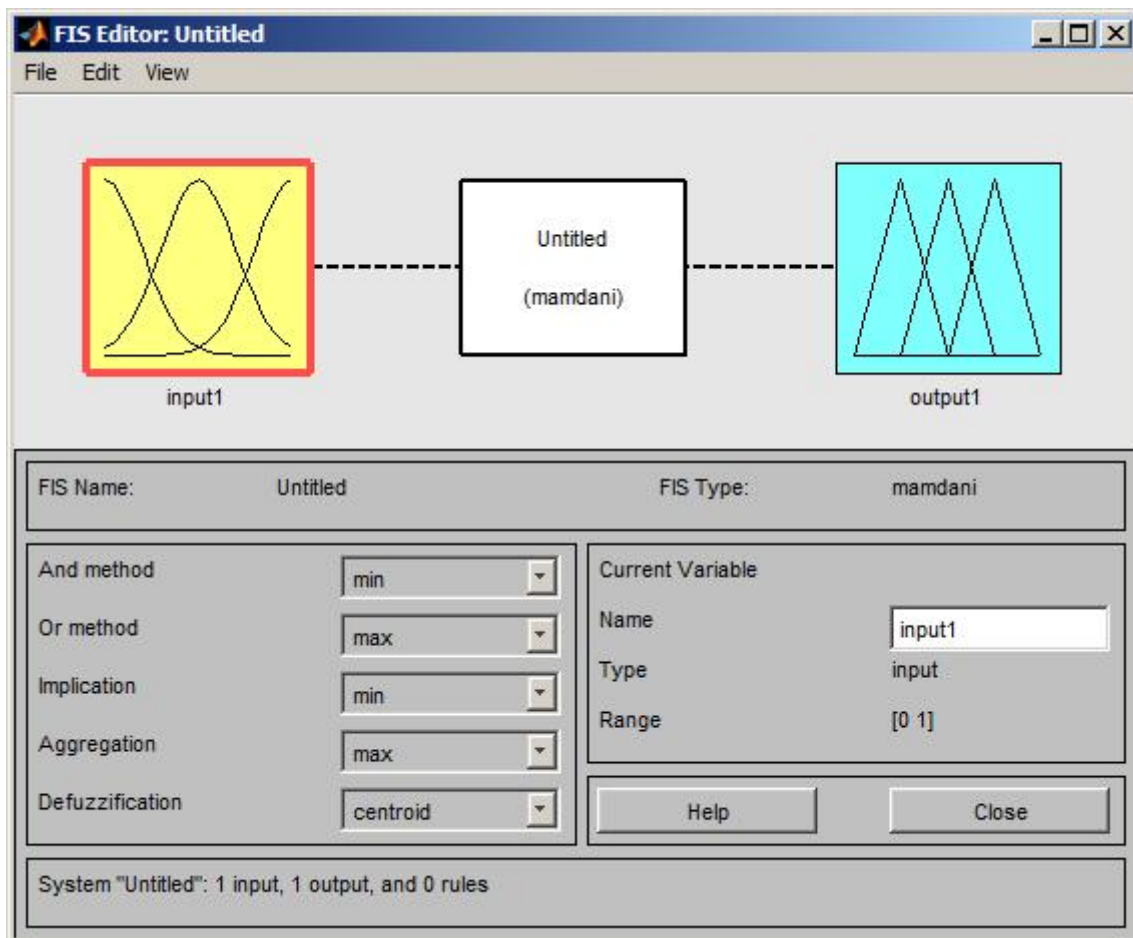 FIS Editor: Untitled
File Edit View
Untitled
(mamdani)
input1
output1
FIS Name: Untitled FIS Type: mamdani
And method min
Or method max
Implication min
Aggregation max
Defuzzification centroid
Current Variable
Name input1
Type input
Range [0 1]
Help Close
System "Untitled": 1 input, 1 output, and 0 rules